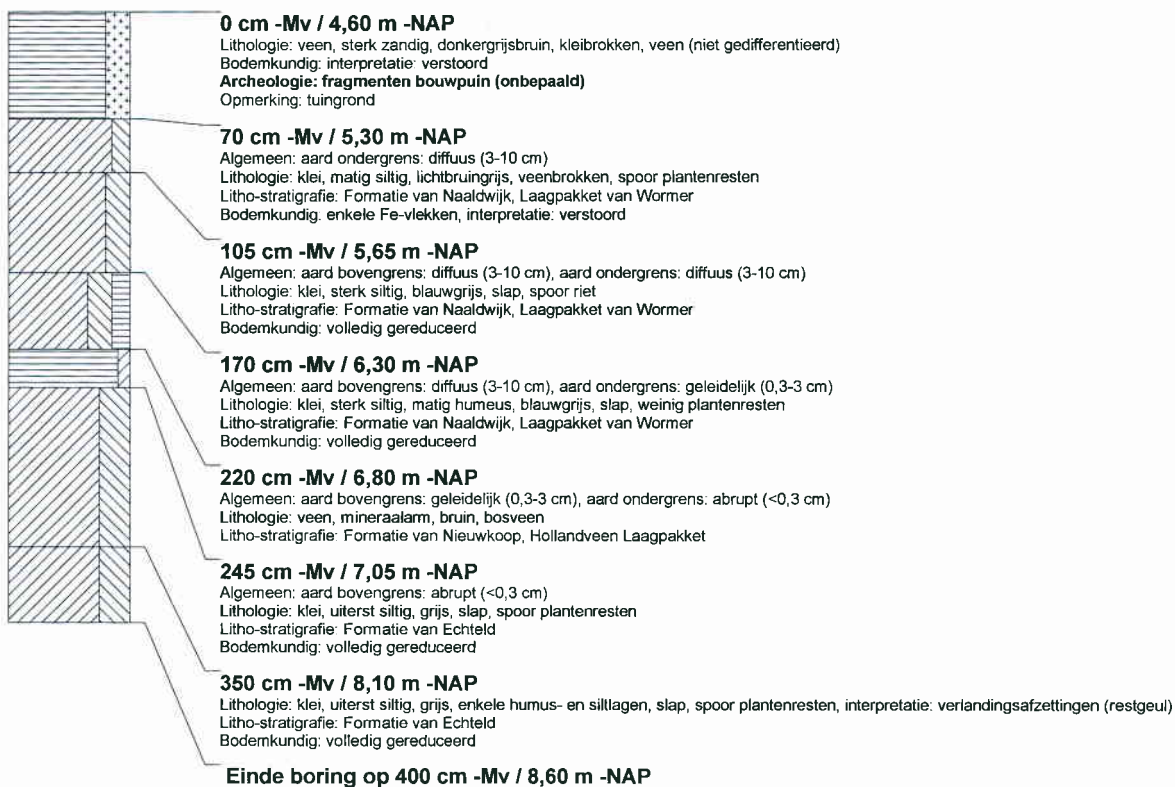 0 cm -Mv / 4,60 m -NAP
Lithologie: veen, sterk zandig, donkergrijsbruin, kleibrokken, veen (niet gedifferentieerd)
Bodemkundig: interpretatie: verstoord
Archeologie: fragmenten bouwpuin (onbepaald)
Opmerking: tuingrond
70 cm -Mv / 5,30 m -NAP
Algemeen: aard ondergrens: diffuus (3-10 cm)
Lithologie: klei, matig siltig, lichtbruingrijs, veenbrokken, spoor plantenresten
Litho-stratigrafie: Formatie van Naaldwijk, Laagpakket van Wormer
Bodemkundig: enkele Fe-vlekken, interpretatie: verstoord
105 cm -Mv / 5,65 m -NAP
Algemeen: aard bovengrens: diffuus (3-10 cm), aard ondergrens: diffuus (3-10 cm)
Lithologie: klei, sterk siltig, blauwgrijs, slap, spoor riet
Litho-stratigrafie: Formatie van Naaldwijk, Laagpakket van Wormer
Bodemkundig: volledig gereduceerd
170 cm -Mv / 6,30 m -NAP
Algemeen: aard bovengrens: diffuus (3-10 cm), aard ondergrens: geleidelijk (0,3-3 cm)
Lithologie: klei, sterk siltig, matig humeus, blauwgrijs, slap, weinig plantenresten
Litho-stratigrafie: Formatie van Naaldwijk, Laagpakket van Wormer
Bodemkundig: volledig gereduceerd
220 cm -Mv / 6,80 m -NAP
Algemeen: aard bovengrens: geleidelijk (0,3-3 cm), aard ondergrens: abrupt (<0,3 cm)
Lithologie: veen, mineraalarm, bruin, bosveen
Litho-stratigrafie: Formatie van Nieuwkoop, Hollandveen Laagpakket
245 cm -Mv / 7,05 m -NAP
Algemeen: aard bovengrens: abrupt (<0,3 cm)
Lithologie: klei, uiterst siltig, grijs, slap, spoor plantenresten
Litho-stratigrafie: Formatie van Echteld
Bodemkundig: volledig gereduceerd
350 cm -Mv / 8,10 m -NAP
Lithologie: klei, uiterst siltig, grijs, enkele humus- en siltlagen, slap, spoor plantenresten, interpretatie: verlandingsafzettingen (restgeul)
Litho-stratigrafie: Formatie van Echteld
Bodemkundig: volledig gereduceerd
Einde boring op 400 cm -Mv / 8,60 m -NAP